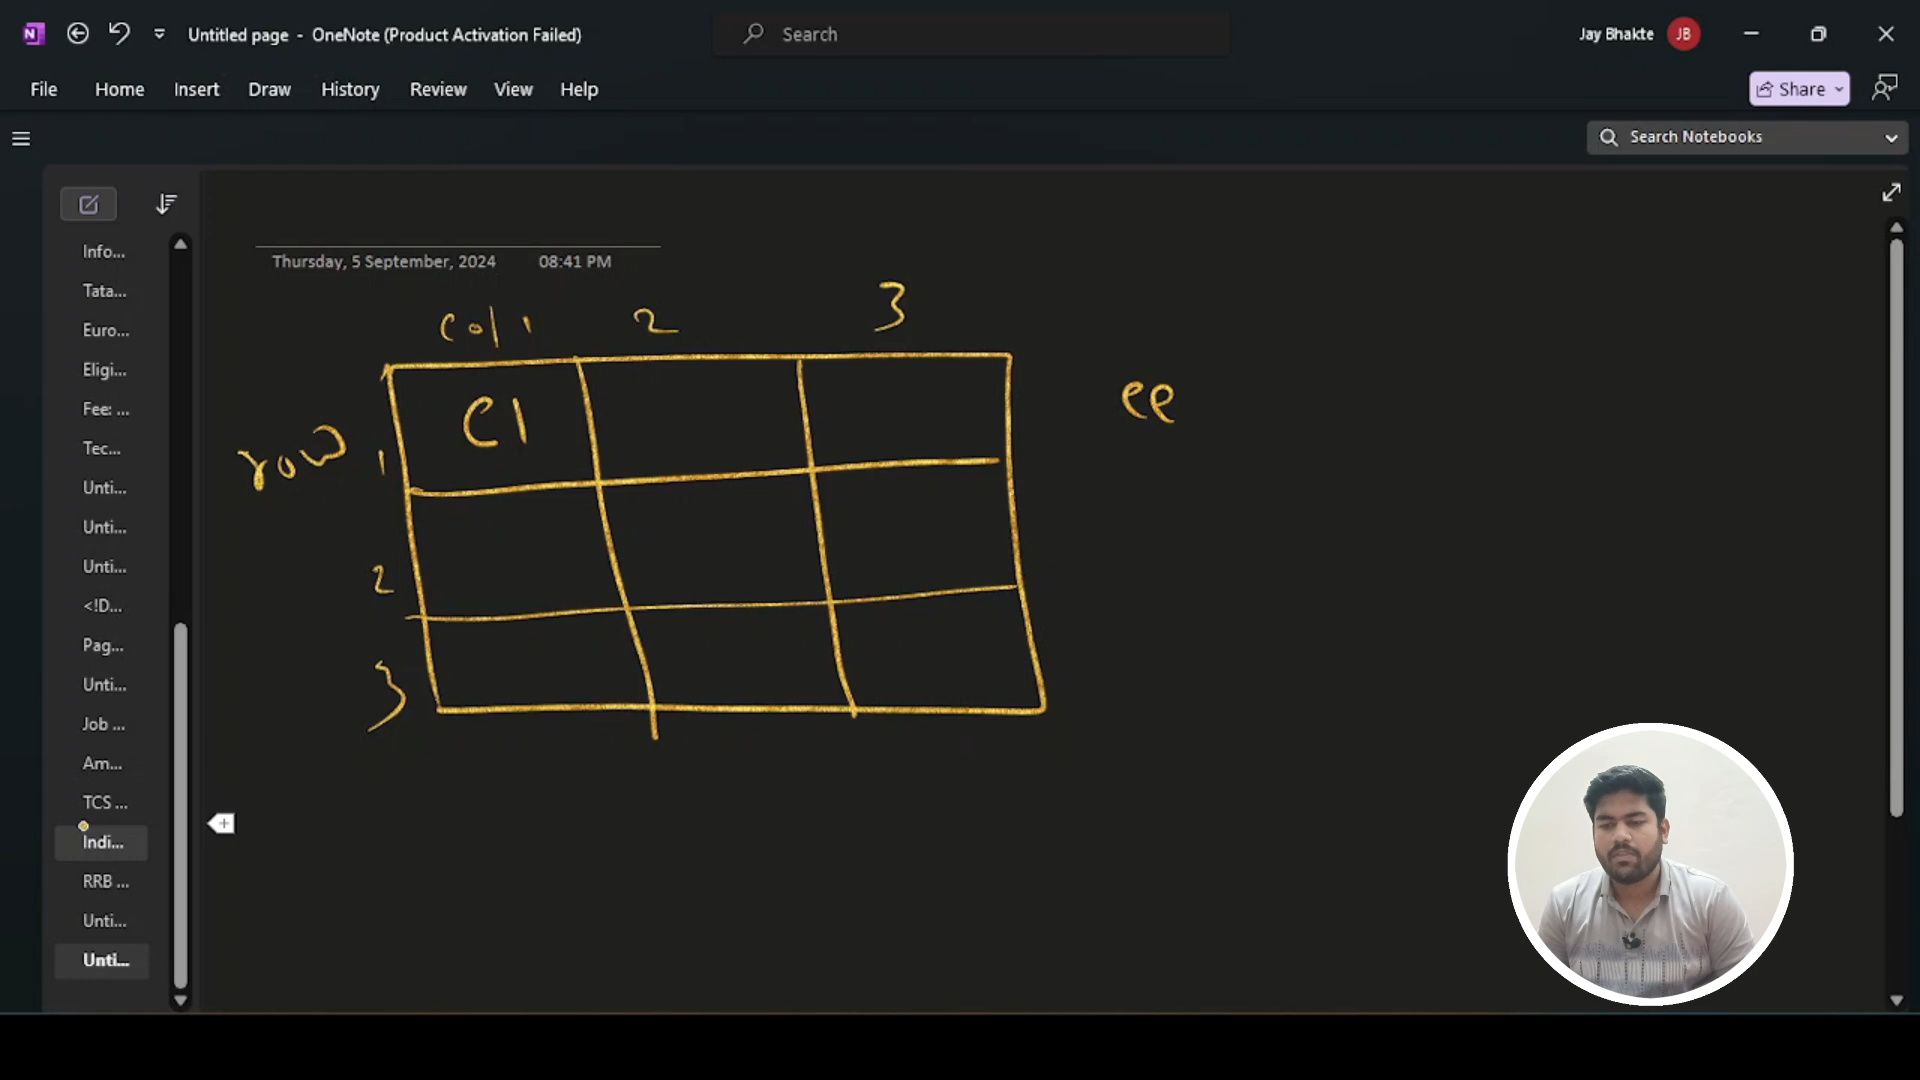 Untitled page - OneNote (Product Activation Failed)
Search
Jay Bhakte
JB
File Home Insert Draw History Review View Help
Share
Search Notebooks
Info...
Tata...
Euro...
Eligi...
Fee: ...
Tec...
Unti...
Unti...
Unti...
<!D...
Pag...
Unti...
Job ...
Am...
TCS ...
Indi...
RRB ...
Unti...
Unti...
Thursday, 5 September, 2024 08:41 PM
col 1 2 3
row 1 C1 ee
2
3